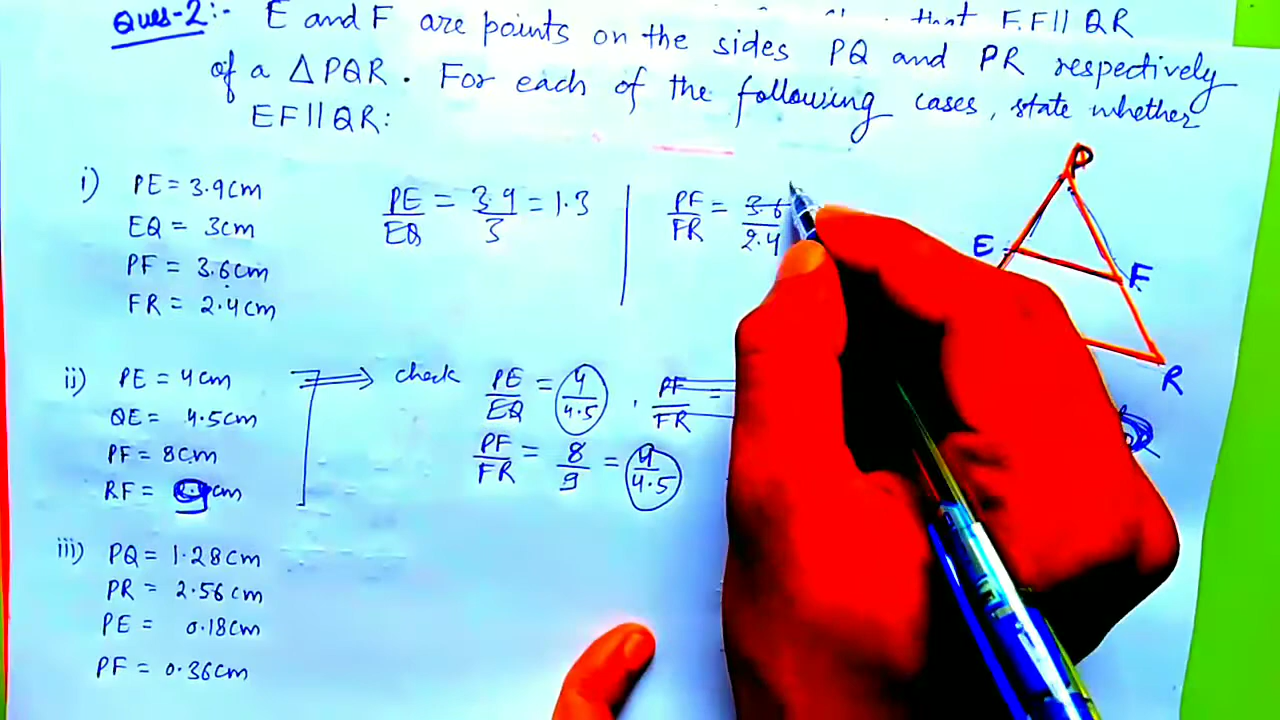 Ques-2:- E and F are points on the sides PQ and PR respectively
of a △PQR. For each of the following cases, state whether
EF||QR:
i) PE = 3.9cm
EQ = 3cm
PF = 3.6cm
FR = 2.4cm
PE/EQ = 3.9/3 = 1.3
PF/FR = 3.6/2.4
ii) PE = 4cm
QE = 4.5cm
PF = 8cm
RF = 9cm
check PE/EQ = 4/4.5 , PF/FR =
PF/FR = 8/9 = 4/4.5
iii) PQ = 1.28cm
PR = 2.56cm
PE = 0.18cm
PF = 0.36cm
P
E
F
R